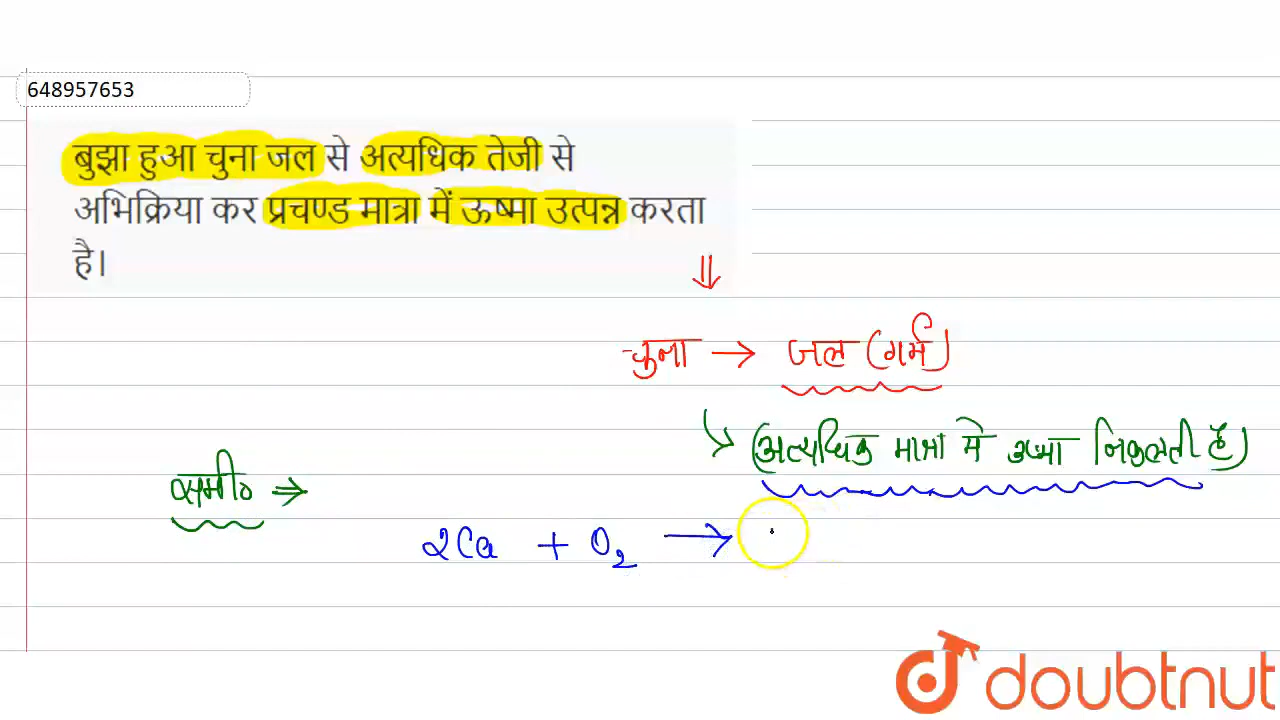 648957653
बुझा हुआ चुना जल से अत्यधिक तेजी से
अभिक्रिया कर प्रचण्ड मात्रा में ऊष्मा उत्पन्न करता
है।
चुना → जल (गर्म)
(अत्यधिक मात्रा मे उष्मा निकलती है)
समी० ⇒
2Ca + O2 →
doubtnut